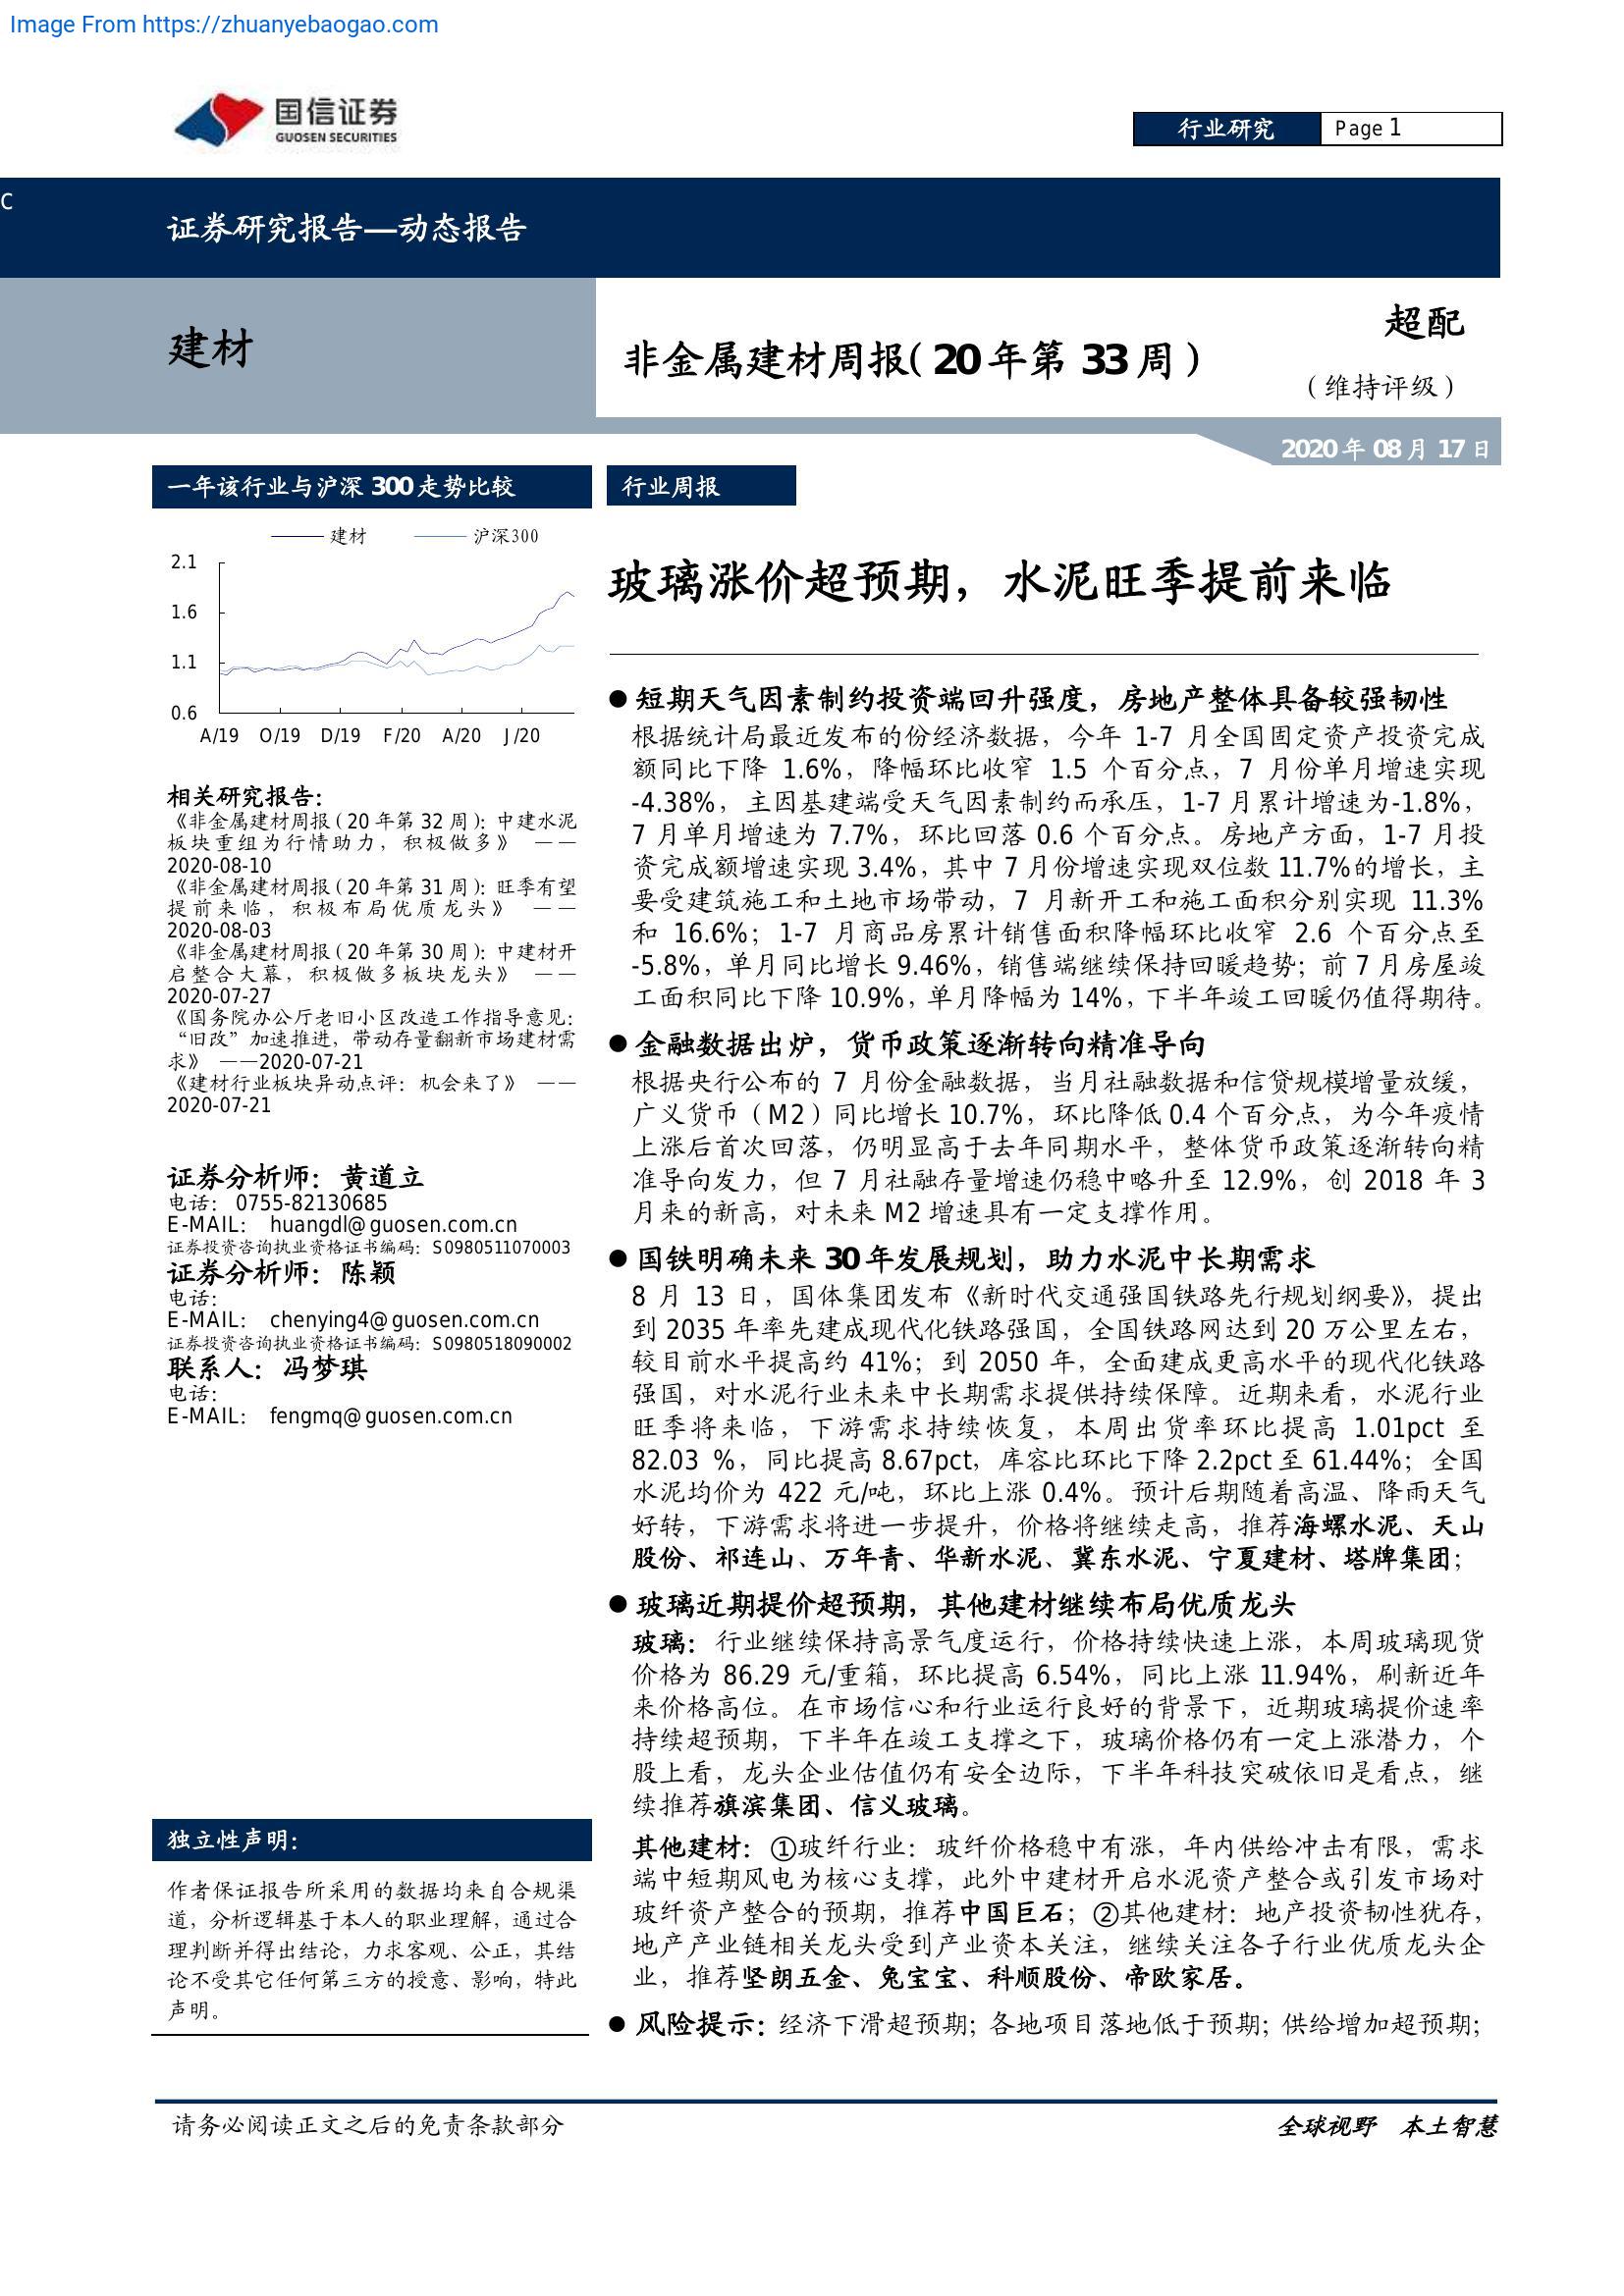 Image From https://zhuanyebaogao.com
国信证券
GUOSEN SECURITIES
行业研究
Page 1
C
证券研究报告—动态报告
建材
非金属建材周报(20年第33周)
超配
(维持评级)
2020年08月17日
一年该行业与沪深300走势比较
建材 沪深300
2.1
1.6
1.1
0.6
A/19 O/19 D/19 F/20 A/20 J/20
相关研究报告:
《非金属建材周报(20年第32周):中建水泥
板块重组为行情助力,积极做多》 ——
2020-08-10
《非金属建材周报(20年第31周):旺季有望
提前来临,积极布局优质龙头》 ——
2020-08-03
《非金属建材周报(20年第30周):中建材开
启整合大幕,积极做多板块龙头》 ——
2020-07-27
《国务院办公厅老旧小区改造工作指导意见:
“旧改”加速推进,带动存量翻新市场建材需
求》 ——2020-07-21
《建材行业板块异动点评:机会来了》 ——
2020-07-21
证券分析师:黄道立
电话: 0755-82130685
E-MAIL: huangdl@guosen.com.cn
证券投资咨询执业资格证书编码:S0980511070003
证券分析师:陈颖
电话:
E-MAIL: chenying4@guosen.com.cn
证券投资咨询执业资格证书编码:S0980518090002
联系人:冯梦琪
电话:
E-MAIL: fengmq@guosen.com.cn
独立性声明:
作者保证报告所采用的数据均来自合规渠
道,分析逻辑基于本人的职业理解,通过合
理判断并得出结论,力求客观、公正,其结
论不受其它任何第三方的授意、影响,特此
声明。
行业周报
玻璃涨价超预期,水泥旺季提前来临
● 短期天气因素制约投资端回升强度,房地产整体具备较强韧性
根据统计局最近发布的份经济数据,今年 1-7 月全国固定资产投资完成
额同比下降 1.6%,降幅环比收窄 1.5 个百分点,7 月份单月增速实现
-4.38%,主因基建端受天气因素制约而承压,1-7 月累计增速为-1.8%,
7 月单月增速为 7.7%,环比回落 0.6 个百分点。房地产方面,1-7 月投
资完成额增速实现 3.4%,其中 7 月份增速实现双位数 11.7%的增长,主
要受建筑施工和土地市场带动,7 月新开工和施工面积分别实现 11.3%
和 16.6%;1-7 月商品房累计销售面积降幅环比收窄 2.6 个百分点至
-5.8%,单月同比增长 9.46%,销售端继续保持回暖趋势;前 7 月房屋竣
工面积同比下降 10.9%,单月降幅为 14%,下半年竣工回暖仍值得期待。
● 金融数据出炉,货币政策逐渐转向精准导向
根据央行公布的 7 月份金融数据,当月社融数据和信贷规模增量放缓,
广义货币(M2)同比增长 10.7%,环比降低 0.4 个百分点,为今年疫情
上涨后首次回落,仍明显高于去年同期水平,整体货币政策逐渐转向精
准导向发力,但 7 月社融存量增速仍稳中略升至 12.9%,创 2018 年 3
月来的新高,对未来 M2 增速具有一定支撑作用。
● 国铁明确未来 30 年发展规划,助力水泥中长期需求
8 月 13 日,国体集团发布《新时代交通强国铁路先行规划纲要》,提出
到 2035 年率先建成现代化铁路强国,全国铁路网达到 20 万公里左右,
较目前水平提高约 41%;到 2050 年,全面建成更高水平的现代化铁路
强国,对水泥行业未来中长期需求提供持续保障。近期来看,水泥行业
旺季将来临,下游需求持续恢复,本周出货率环比提高 1.01pct 至
82.03 %,同比提高 8.67pct,库容比环比下降 2.2pct 至 61.44%;全国
水泥均价为 422 元/吨,环比上涨 0.4%。预计后期随着高温、降雨天气
好转,下游需求将进一步提升,价格将继续走高,推荐海螺水泥、天山
股份、祁连山、万年青、华新水泥、冀东水泥、宁夏建材、塔牌集团;
● 玻璃近期提价超预期,其他建材继续布局优质龙头
玻璃:行业继续保持高景气度运行,价格持续快速上涨,本周玻璃现货
价格为 86.29 元/重箱,环比提高 6.54%,同比上涨 11.94%,刷新近年
来价格高位。在市场信心和行业运行良好的背景下,近期玻璃提价速率
持续超预期,下半年在竣工支撑之下,玻璃价格仍有一定上涨潜力,个
股上看,龙头企业估值仍有安全边际,下半年科技突破依旧是看点,继
续推荐旗滨集团、信义玻璃。
其他建材:①玻纤行业:玻纤价格稳中有涨,年内供给冲击有限,需求
端中短期风电为核心支撑,此外中建材开启水泥资产整合或引发市场对
玻纤资产整合的预期,推荐中国巨石;②其他建材:地产投资韧性犹存,
地产产业链相关龙头受到产业资本关注,继续关注各子行业优质龙头企
业,推荐坚朗五金、兔宝宝、科顺股份、帝欧家居。
● 风险提示:经济下滑超预期;各地项目落地低于预期;供给增加超预期;
请务必阅读正文之后的免责条款部分
全球视野 本土智慧